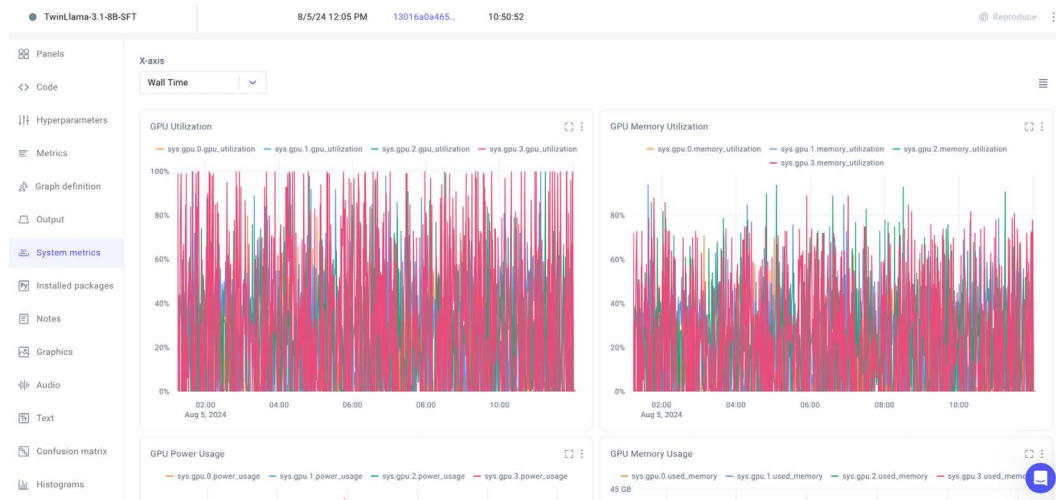 TwinLlama-3.1-8B-SFT 8/5/24 12:05 PM 13016a0a465... 10:50:52 Reproduce
Panels
Code
Hyperparameters
Metrics
Graph definition
Output
System metrics
Installed packages
Notes
Graphics
Audio
Text
Confusion matrix
Histograms
X-axis
Wall Time
GPU Utilization
sys.gpu.0.gpu_utilization sys.gpu.1.gpu_utilization sys.gpu.2.gpu_utilization sys.gpu.3.gpu_utilization
100%
80%
60%
40%
20%
0%
02:00 04:00 06:00 08:00 10:00
Aug 5, 2024
GPU Memory Utilization
sys.gpu.0.memory_utilization sys.gpu.1.memory_utilization sys.gpu.2.memory_utilization
sys.gpu.3.memory_utilization
80%
60%
40%
20%
0%
02:00 04:00 06:00 08:00 10:00
Aug 5, 2024
GPU Power Usage
sys.gpu.0.power_usage sys.gpu.1.power_usage sys.gpu.2.power_usage sys.gpu.3.power_usage
GPU Memory Usage
sys.gpu.0.used_memory sys.gpu.1.used_memory sys.gpu.2.used_memory sys.gpu.3.used_memo
45 GB